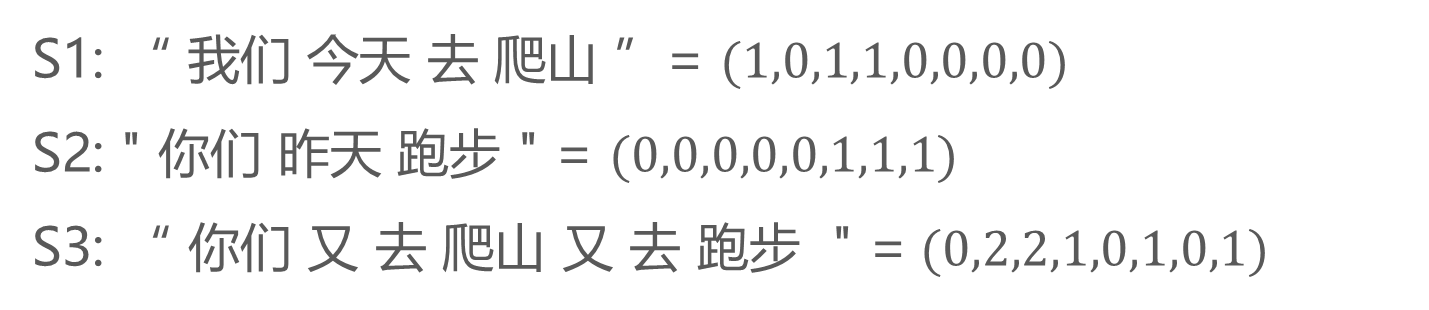 S1: “ 我们 今天 去 爬山 ” = (1,0,1,1,0,0,0,0)
S2: " 你们 昨天 跑步 " = (0,0,0,0,0,1,1,1)
S3: “ 你们 又 去 爬山 又 去 跑步 " = (0,2,2,1,0,1,0,1)